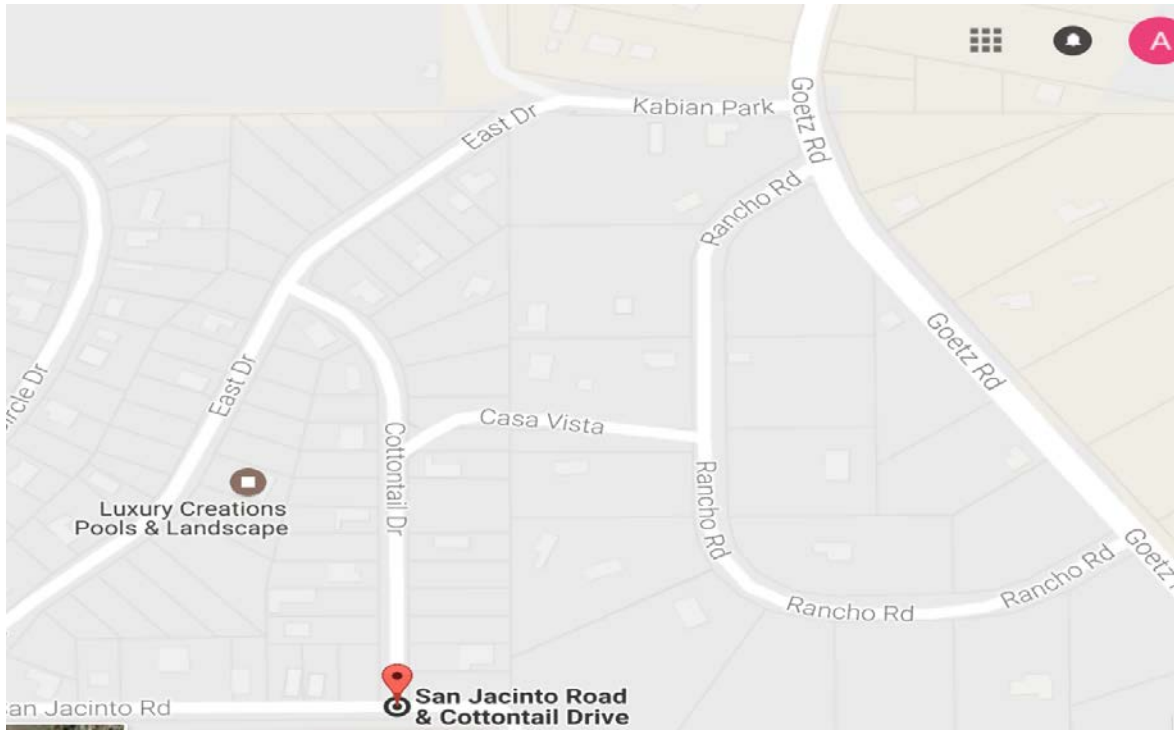 A
East Dr
Kabian Park
Goetz Rd
Rancho Rd
Goetz Rd
East Dr
Cottontail Dr
Casa Vista
Rancho Rd
Luxury Creations
Pools & Landscape
Rancho Rd
Rancho Rd
Goetz
San Jacinto Road
& Cottontail Drive
an Jacinto Rd
ircle Dr